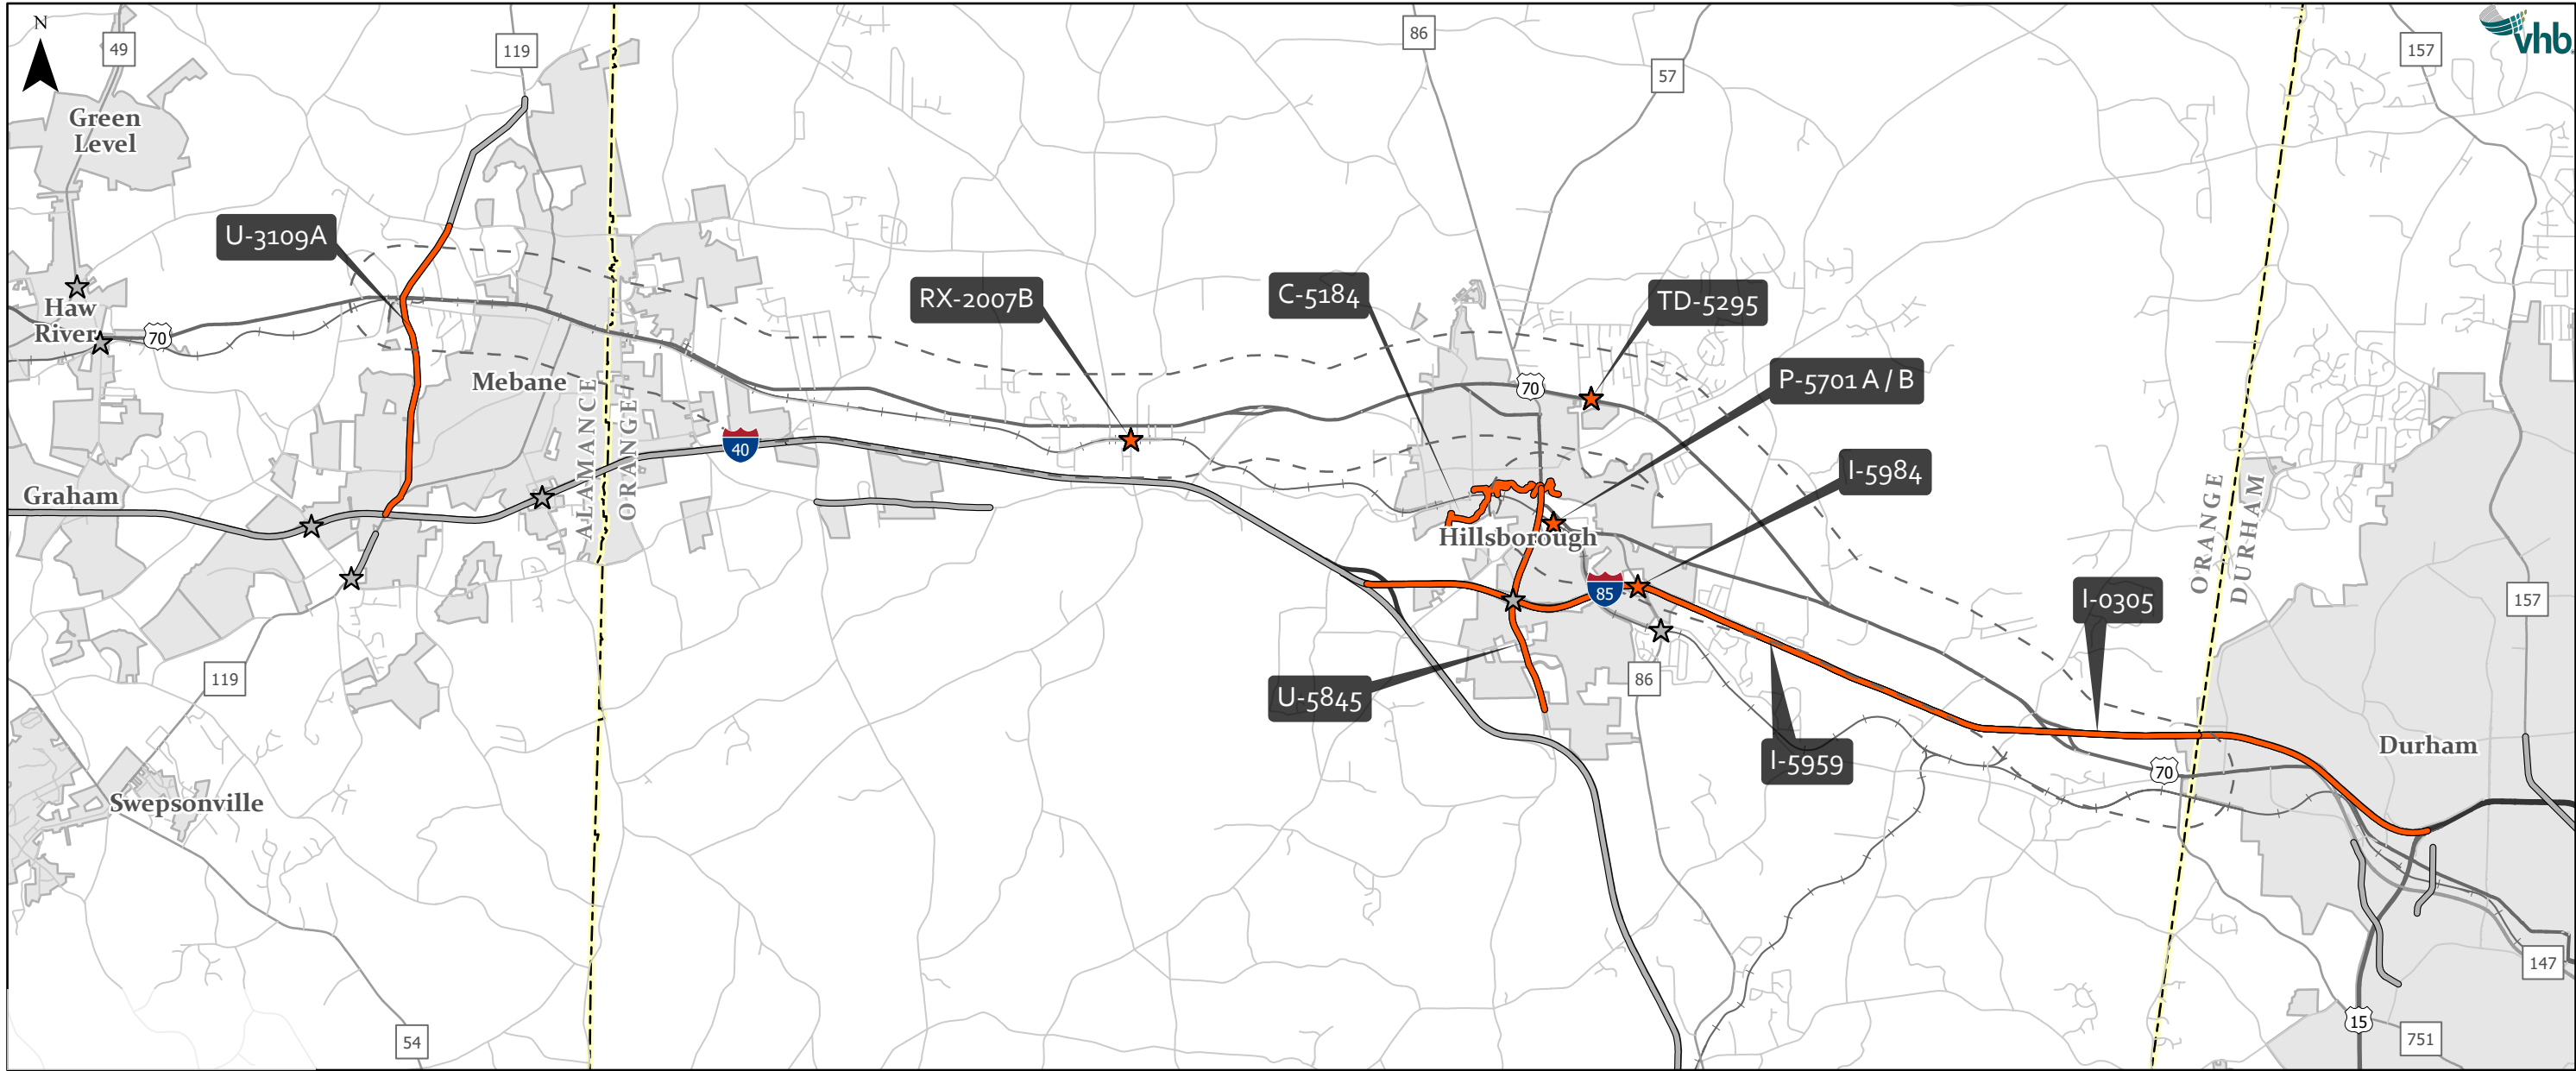 N
49
119
86
57
157
vhb
Green
Level
U-3109A
RX-2007B
C-5184
TD-5295
Haw
River
70
70
P-5701 A / B
Mebane
ALAMANCE
ORANGE
40
I-5984
Graham
Hillsborough
ORANGE
DURHAM
85
I-0305
157
119
86
U-5845
I-5959
Durham
70
Swepsonville
147
54
15
751